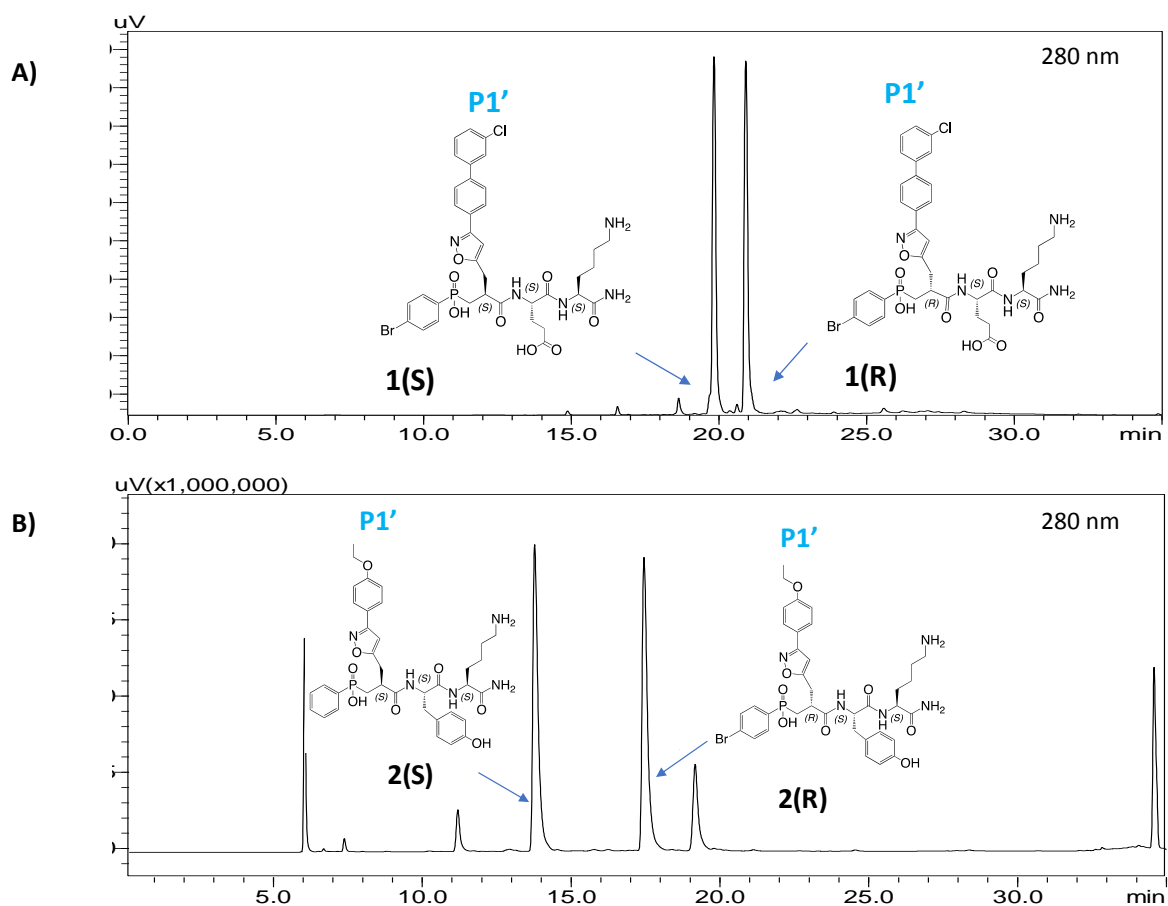 uV
A)
280 nm
P1’
P1’
Cl
Cl
NH2
NH2
N
O
N
O
O
P
OH
(S)
O
H
N
(S)
O
N
H
(S)
NH2
O
Br
HO
O
O
P
OH
(R)
O
H
N
(S)
O
N
H
(S)
NH2
O
Br
HO
O
1(S)
1(R)
0.0 5.0 10.0 15.0 20.0 25.0 30.0 min
uV(x1,000,000)
B)
280 nm
P1’
P1’
O
O
NH2
NH2
N
O
N
O
O
P
OH
(S)
O
H
N
(S)
O
N
H
(S)
NH2
O
OH
O
P
OH
(R)
O
H
N
(S)
O
N
H
(S)
NH2
O
Br
OH
2(S)
2(R)
5.0 10.0 15.0 20.0 25.0 30.0 min